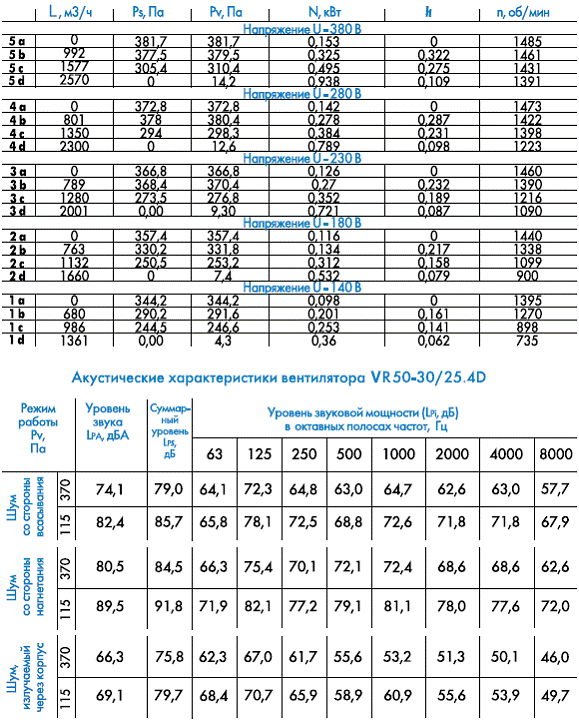 L, м3/ч Ps, Па Pv, Па N, кВт n, об/мин
Напряжение U-380 В
5 a 0 381,7 381,7 0,153 0 1485
5 b 992 377,5 379,5 0,325 0,322 1461
5 c 1577 305,4 310,4 0,495 0,275 1431
5 d 2570 0 14,2 0,938 0,109 1391
Напряжение U-280 В
4 a 0 372,8 372,8 0,142 0 1473
4 b 801 378 380,4 0,278 0,287 1422
4 c 1350 294 298,3 0,384 0,231 1398
4 d 2300 0 12,6 0,789 0,098 1223
Напряжение U-230 В
3 a 0 366,8 366,8 0,126 0 1460
3 b 789 368,4 370,4 0,27 0,232 1390
3 c 1280 273,5 276,8 0,352 0,189 1216
3 d 2001 0,00 9,30 0,721 0,087 1090
Напряжение U-180 В
2 a 0 357,4 357,4 0,116 0 1440
2 b 763 330,2 331,8 0,134 0,217 1338
2 c 1132 250,5 253,2 0,312 0,158 1099
2 d 1660 0 7,4 0,532 0,079 900
Напряжение U-140 В
1 a 0 344,2 344,2 0,098 0 1395
1 b 680 290,2 291,6 0,201 0,161 1270
1 c 986 244,5 246,6 0,253 0,141 898
1 d 1361 0,00 4,3 0,36 0,062 735
Акустические характеристики вентилятора VR50-30/25.4D
Режим работы Pv, Па
Уровень звука LPA, дБА
Суммар-
ный
уровень
LPS,
дБ
Уровень звуковой мощности (LPi, дБ)
в октавных полосах частот, Гц
63 125 250 500 1000 2000 4000 8000
Шум
со стороны
всасывания
370 74,1 79,0 64,1 72,3 64,8 63,0 64,7 62,6 63,0 57,7
115 82,4 85,7 65,8 78,1 72,5 68,8 72,6 71,8 71,8 67,9
Шум
со стороны
нагнетания
370 80,5 84,5 66,3 75,4 70,1 72,1 72,4 68,6 68,6 62,6
115 89,5 91,8 71,9 82,1 77,2 79,1 81,1 78,0 77,6 72,0
Шум,
излучаемый
через корпус
370 66,3 75,8 62,3 67,0 61,7 55,6 53,2 51,3 50,1 46,0
115 69,1 79,7 68,4 70,7 65,9 58,9 60,9 55,6 53,9 49,7